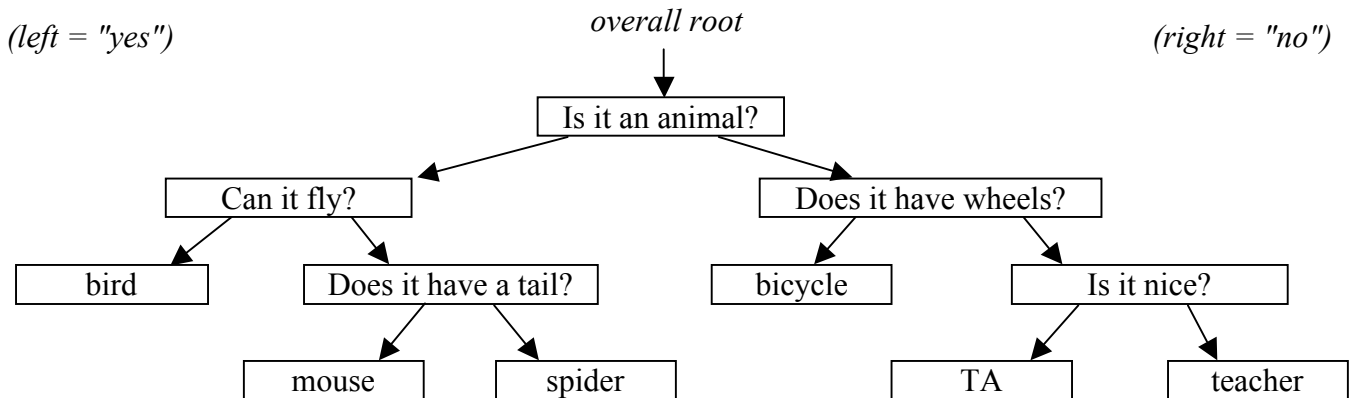 overall root
(left = "yes")
(right = "no")
Is it an animal?
Can it fly?
Does it have wheels?
bird
Does it have a tail?
bicycle
Is it nice?
mouse
spider
TA
teacher